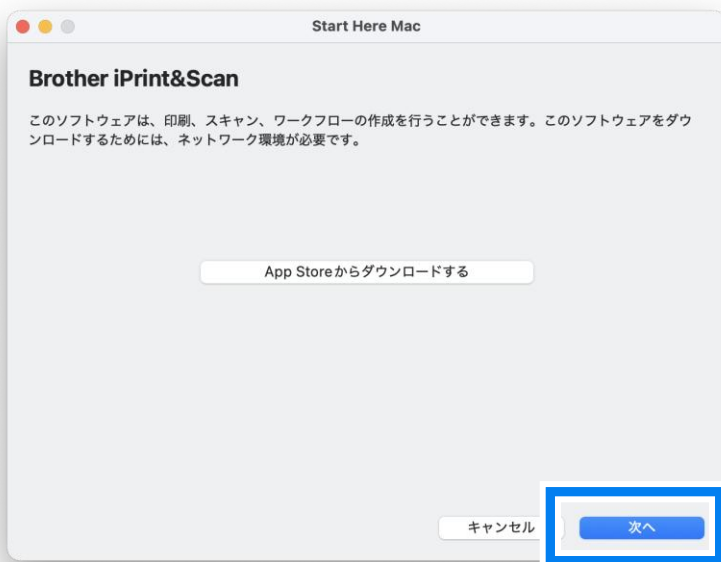 Start Here Mac
Brother iPrint&Scan
このソフトウェアは、印刷、スキャン、ワークフローの作成を行うことができます。このソフトウェアをダウ
ンロードするためには、ネットワーク環境が必要です。
App Storeからダウンロードする
キャンセル
次へ